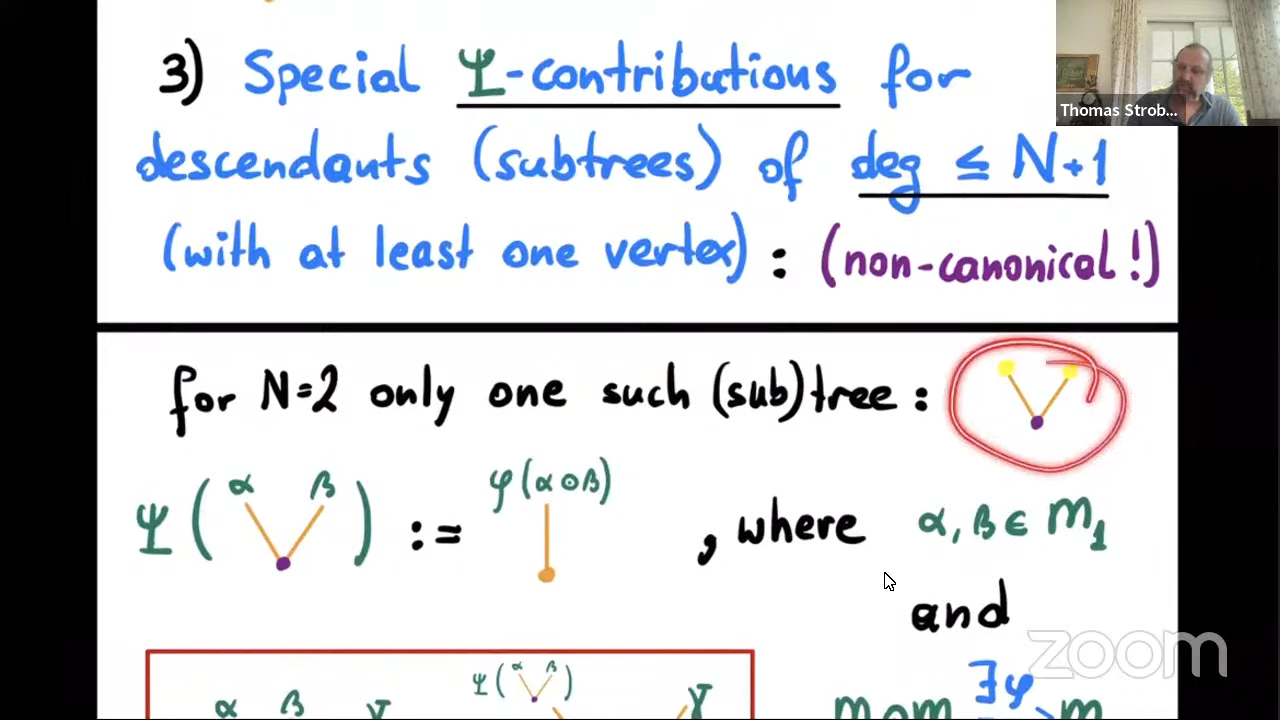 3) Special Ψ-contributions for
descendants (subtrees) of deg ≤ N+1
(with at least one vertex) : (non-canonical!)
for N=2 only one such (sub)tree :
Ψ( α β ) := φ(α∘β) , where α, β ∈ m₁
and
zoom
Ψ( α β )
α β γ γ
∃φ
Thomas Strob...